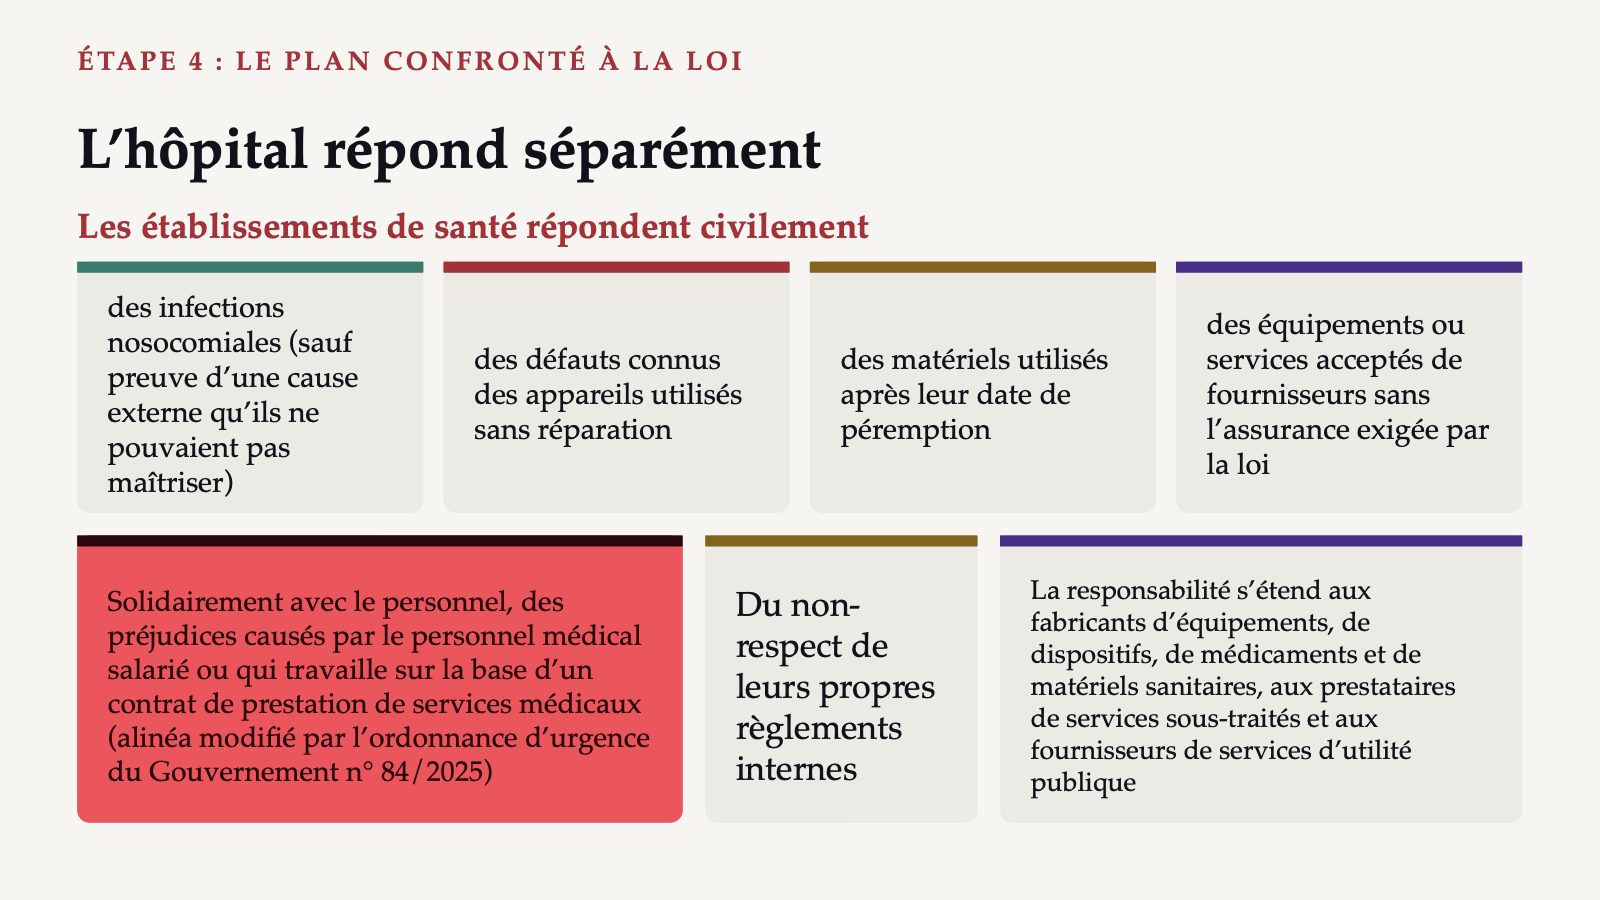 ÉTAPE 4 : LE PLAN CONFRONTÉ À LA LOI
L’hôpital répond séparément
Les établissements de santé répondent civilement
des infections
nosocomiales (sauf
preuve d’une cause
externe qu’ils ne
pouvaient pas
maîtriser)
des défauts connus
des appareils utilisés
sans réparation
des matériels utilisés
après leur date de
péremption
des équipements ou
services acceptés de
fournisseurs sans
l’assurance exigée par
la loi
Solidairement avec le personnel, des
préjudices causés par le personnel médical
salarié ou qui travaille sur la base d’un
contrat de prestation de services médicaux
(alinéa modifié par l’ordonnance d’urgence
du Gouvernement n° 84/2025)
Du non-
respect de
leurs propres
règlements
internes
La responsabilité s’étend aux
fabricants d’équipements, de
dispositifs, de médicaments et de
matériels sanitaires, aux prestataires
de services sous-traités et aux
fournisseurs de services d’utilité
publique